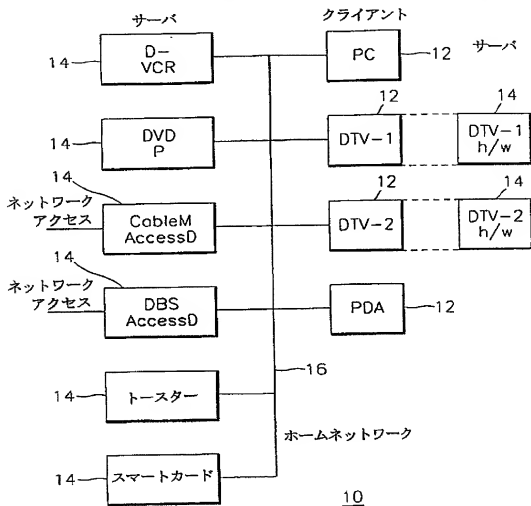 サーバ
クライアント
14
D-
VCR
PC
12
サーバ
14
DVD
P
12
DTV-1
14
DTV-1
h/w
ネットワーク
アクセス
14
CableM
AccessD
12
DTV-2
14
DTV-2
h/w
ネットワーク
アクセス
14
DBS
AccessD
PDA
12
14
トースター
16
ホームネットワーク
14
スマートカード
10